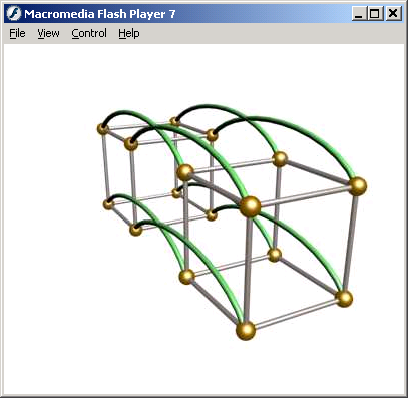 Macromedia Flash Player 7
File View Control Help